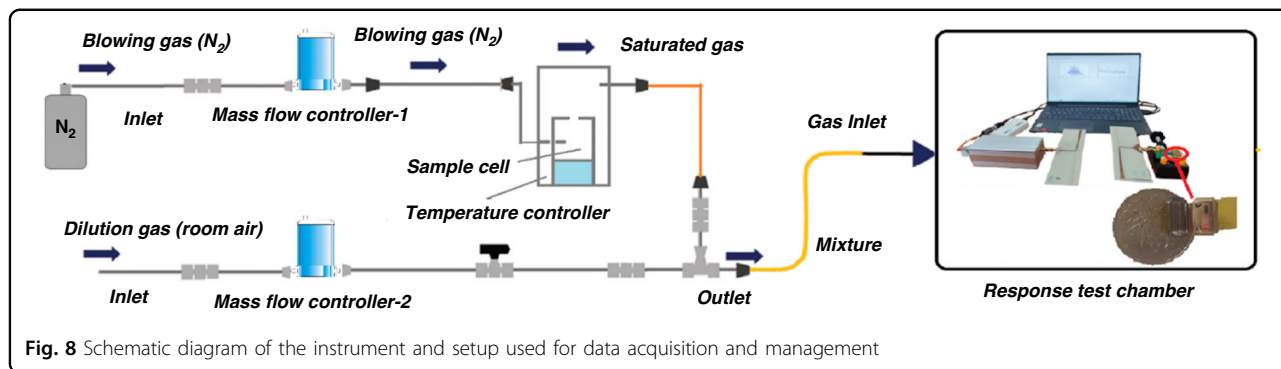 Blowing gas (N₂)
Blowing gas (N₂)
Saturated gas
N₂
Inlet
Mass flow controller-1
Gas Inlet
Sample cell
Temperature controller
Dilution gas (room air)
Mixture
Inlet
Mass flow controller-2
Outlet
Response test chamber
Fig. 8 Schematic diagram of the instrument and setup used for data acquisition and management